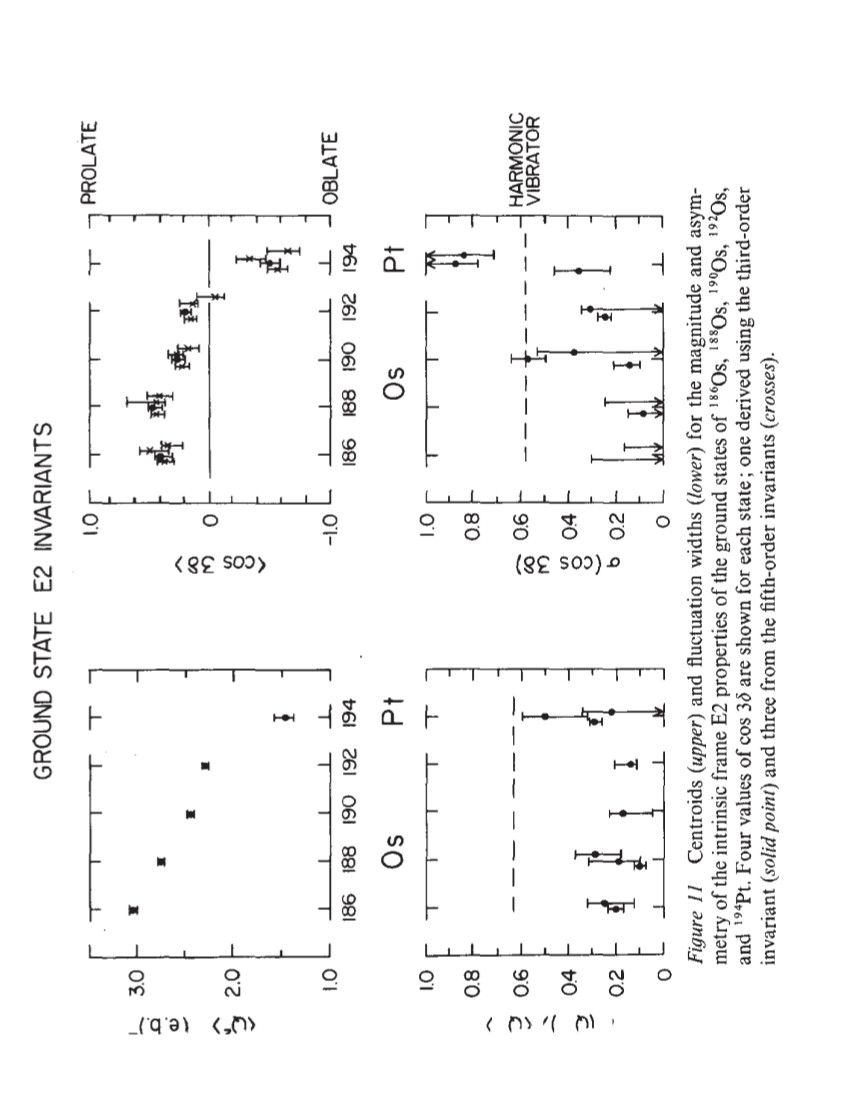 GROUND STATE E2 INVARIANTS
3.0
2.0
1.0
186
188
190
192
194
Os
Pt
1.0
0
-1.0
⟨cos 3δ⟩
PROLATE
OBLATE
186
188
190
192
194
Os
Pt
1.0
0.8
0.6
0.4
0.2
0
1.0
0.8
0.6
0.4
0.2
0
σ (cos 3δ)
HARMONIC
VIBRATOR
Figure 11 Centroids (upper) and fluctuation widths (lower) for the magnitude and asym-
metry of the intrinsic frame E2 properties of the ground states of ¹⁸⁶Os, ¹⁸⁸Os, ¹⁹⁰Os, ¹⁹²Os,
and ¹⁹⁴Pt. Four values of cos 3δ are shown for each state; one derived using the third-order
invariant (solid point) and three from the fifth-order invariants (crosses).